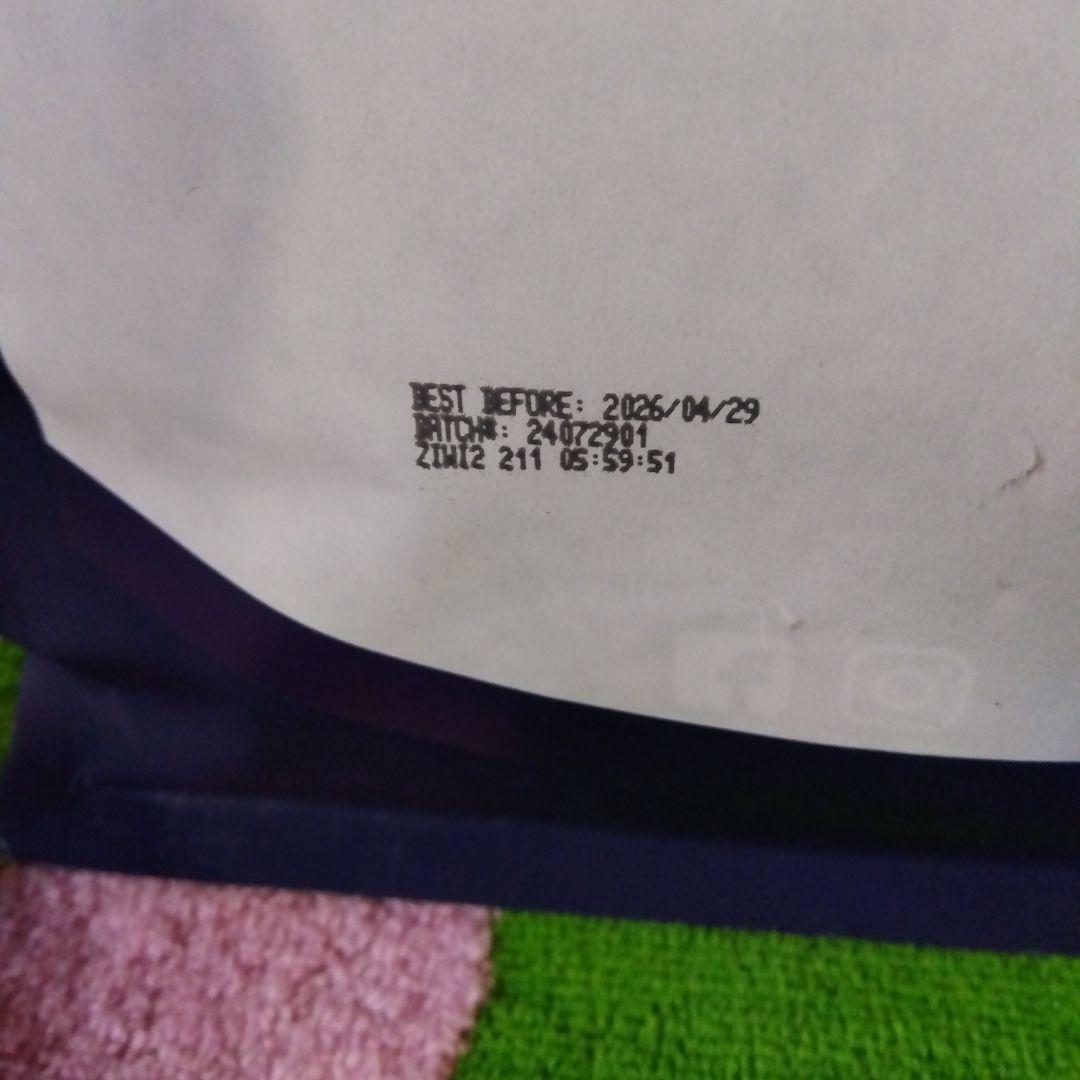 BEST BEFORE: 2026/04/29
BATCH#: 24072901
ZIWI2 211 05:59:51